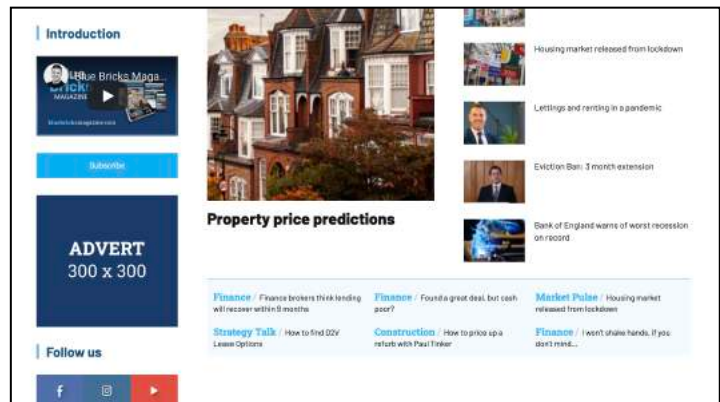 Introduction
Blue Bricks Maga...
MAGAZINE
bluebricksmagazine.com
Subscribe
ADVERT
300 x 300
Follow us
Property price predictions
Housing market released from lockdown
Lettings and renting in a pandemic
Eviction Ban: 3 month extension
Bank of England warns of worst recession
on record
Finance / Finance brokers think lending
will recover within 9 months
Finance / Found a great deal, but cash
poor?
Market Pulse / Housing market
released from lockdown
Strategy Talk / How to find D2V
Lease Options
Construction / How to price up a
refurb with Paul Tinker
Finance / I won't shake hands, if you
don't mind...